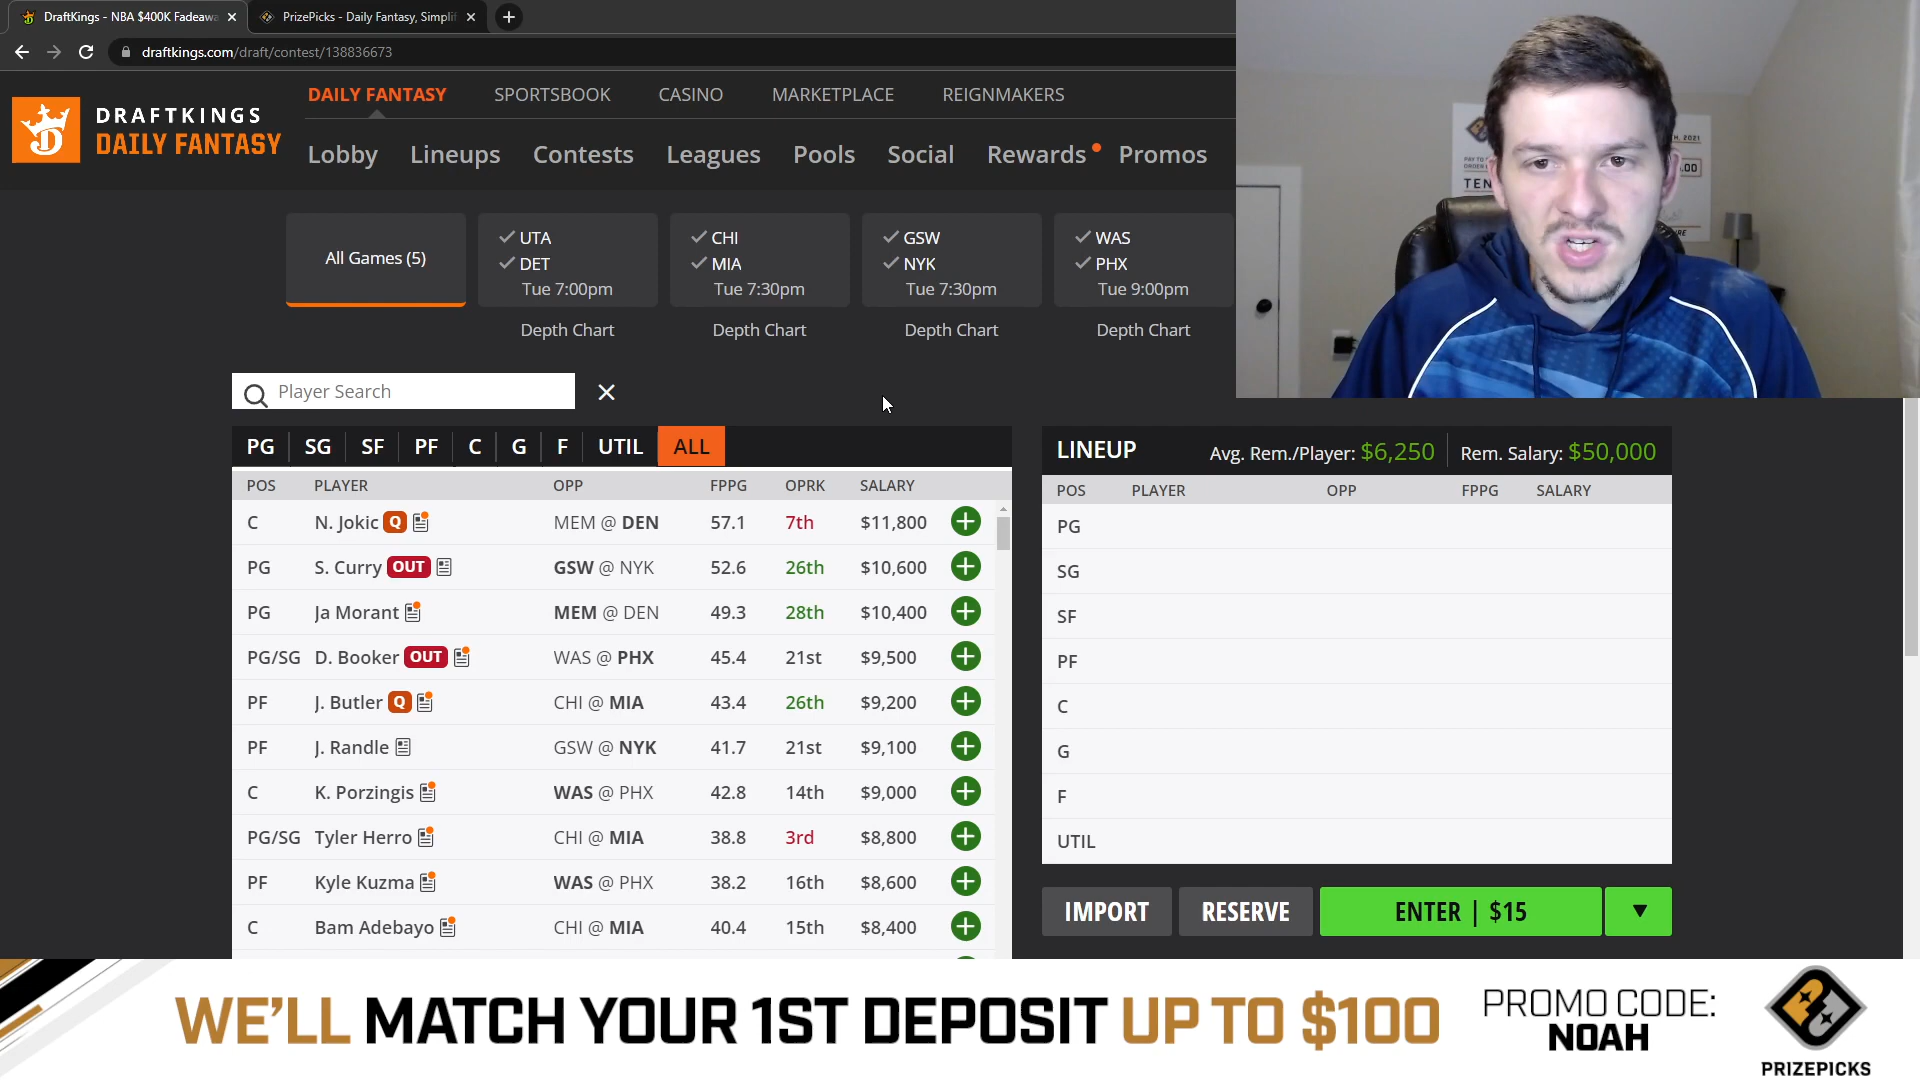 DraftKings - NBA $400K Fadeawa
PrizePicks - Daily Fantasy, Simplif
draftkings.com/draft/contest/138836673
DRAFTKINGS
DAILY FANTASY
DAILY FANTASY SPORTSBOOK CASINO MARKETPLACE REIGNMAKERS
Lobby Lineups Contests Leagues Pools Social Rewards Promos
H, 2021
PAY TO
ORDER
TEN
.00
All Games (5)
UTA
DET
Tue 7:00pm
Depth Chart
CHI
MIA
Tue 7:30pm
Depth Chart
GSW
NYK
Tue 7:30pm
Depth Chart
WAS
PHX
Tue 9:00pm
Depth Chart
Player Search
PG SG SF PF C G F UTIL ALL
POS PLAYER OPP FPPG OPRK SALARY
C N. Jokic Q MEM @ DEN 57.1 7th $11,800
PG S. Curry OUT GSW @ NYK 52.6 26th $10,600
PG Ja Morant MEM @ DEN 49.3 28th $10,400
PG/SG D. Booker OUT WAS @ PHX 45.4 21st $9,500
PF J. Butler Q CHI @ MIA 43.4 26th $9,200
PF J. Randle GSW @ NYK 41.7 21st $9,100
C K. Porzingis WAS @ PHX 42.8 14th $9,000
PG/SG Tyler Herro CHI @ MIA 38.8 3rd $8,800
PF Kyle Kuzma WAS @ PHX 38.2 16th $8,600
C Bam Adebayo CHI @ MIA 40.4 15th $8,400
LINEUP Avg. Rem./Player: $6,250 Rem. Salary: $50,000
POS PLAYER OPP FPPG SALARY
PG
SG
SF
PF
C
G
F
UTIL
IMPORT RESERVE ENTER | $15
WE'LL MATCH YOUR 1ST DEPOSIT UP TO $100
PROMO CODE:
NOAH
PRIZEPICKS